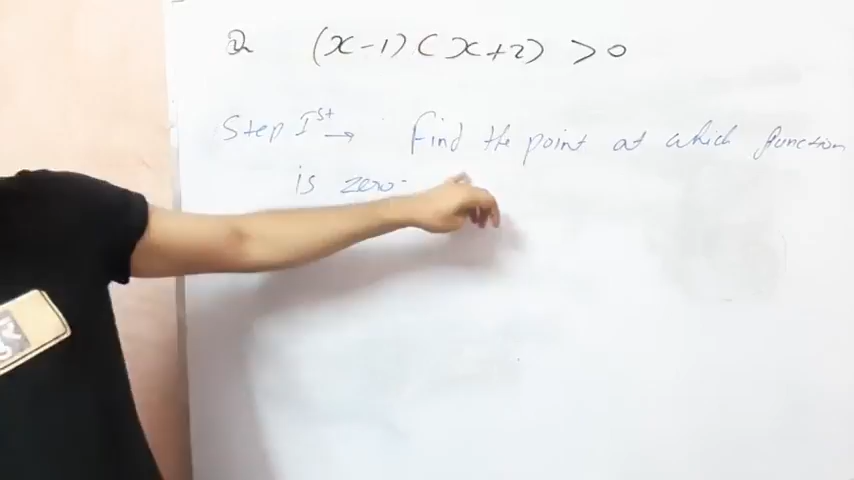 Q (x-1)(x+2) >0
Step Ist → find the point at which function
is zero.